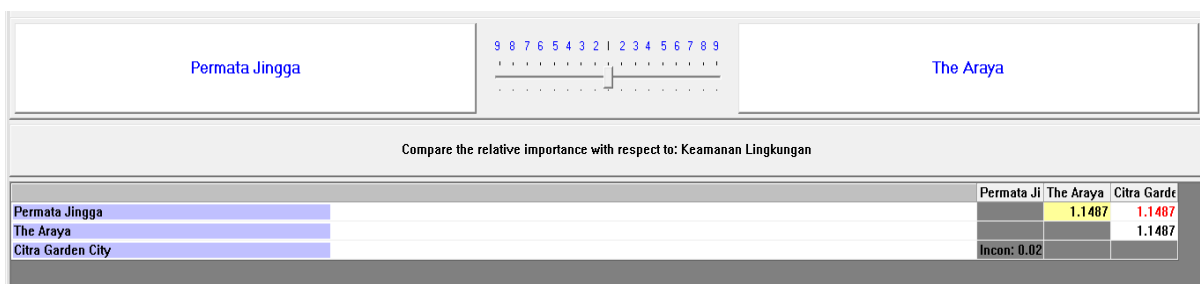 9 8 7 6 5 4 3 2 1 2 3 4 5 6 7 8 9
Permata Jingga
The Araya
Compare the relative importance with respect to: Keamanan Lingkungan
Permata Ji The Araya Citra Garde
Permata Jingga 1.1487 1.1487
The Araya 1.1487
Citra Garden City Incon: 0.02